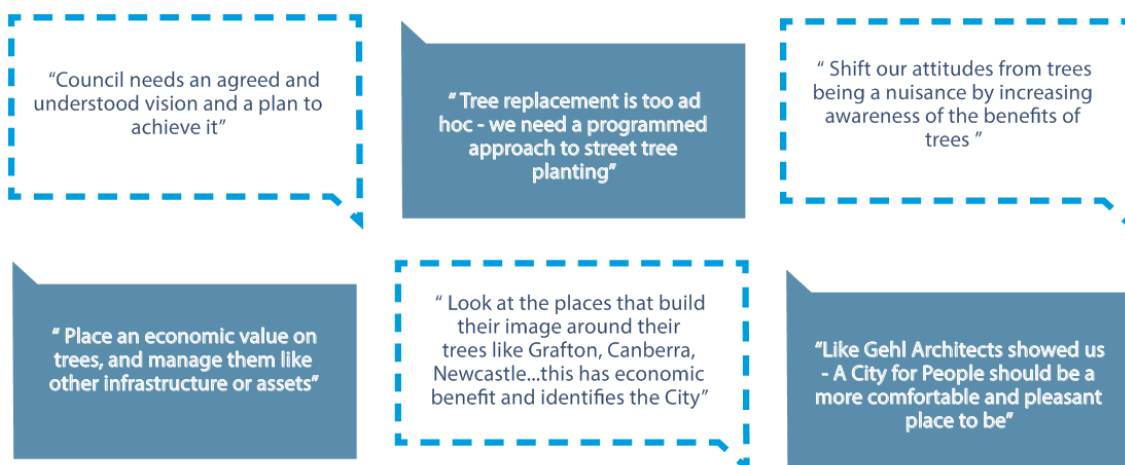 “Council needs an agreed and
understood vision and a plan to
achieve it”
“ Tree replacement is too ad
hoc - we need a programmed
approach to street tree
planting”
“ Shift our attitudes from trees
being a nuisance by increasing
awareness of the benefits of
trees ”
“ Place an economic value on
trees, and manage them like
other infrastructure or assets”
“ Look at the places that build
their image around their
trees like Grafton, Canberra,
Newcastle...this has economic
benefit and identifies the City”
“Like Gehl Architects showed us
- A City for People should be a
more comfortable and pleasant
place to be”